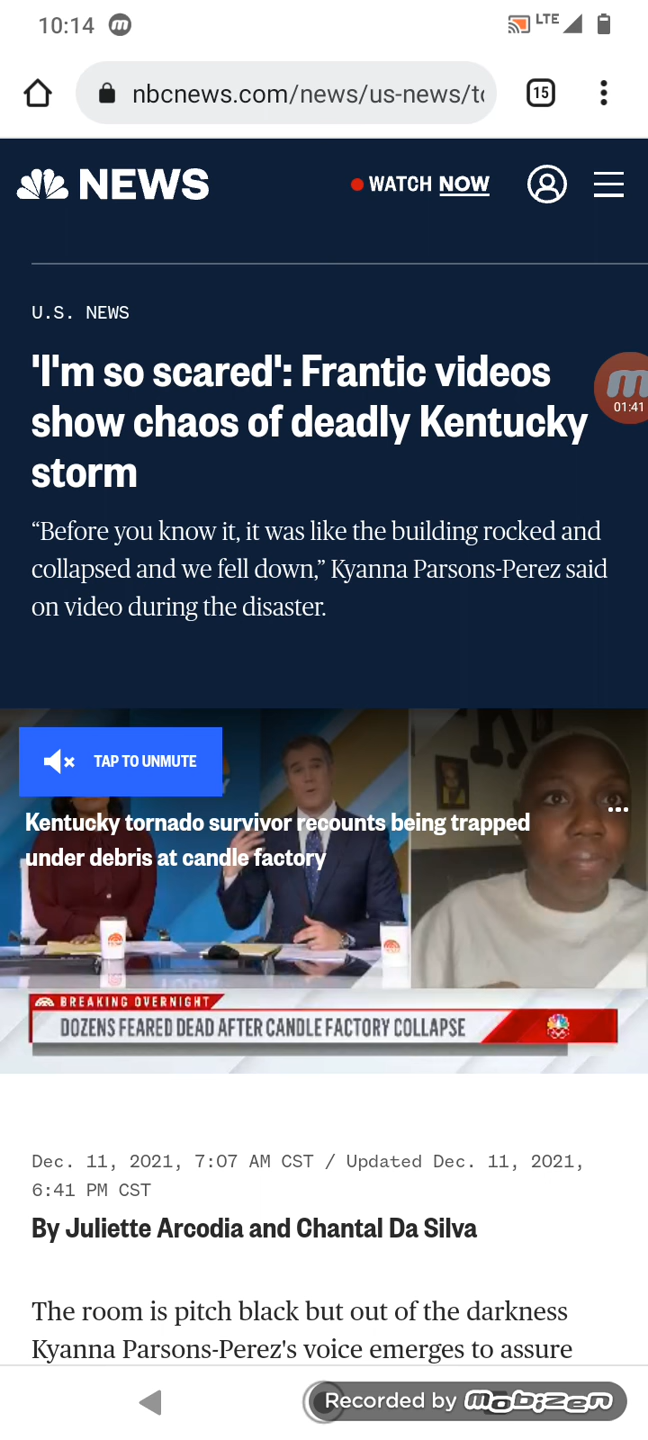 10:14
LTE
nbcnews.com/news/us-news/to
15
NEWS
WATCH NOW
U.S. NEWS
'I'm so scared': Frantic videos
show chaos of deadly Kentucky
storm
01:41
“Before you know it, it was like the building rocked and
collapsed and we fell down,” Kyanna Parsons-Perez said
on video during the disaster.
TAP TO UNMUTE
Kentucky tornado survivor recounts being trapped
under debris at candle factory
BREAKING OVERNIGHT
DOZENS FEARED DEAD AFTER CANDLE FACTORY COLLAPSE
Dec. 11, 2021, 7:07 AM CST / Updated Dec. 11, 2021,
6:41 PM CST
By Juliette Arcodia and Chantal Da Silva
The room is pitch black but out of the darkness
Kyanna Parsons-Perez's voice emerges to assure
Recorded by mobizen